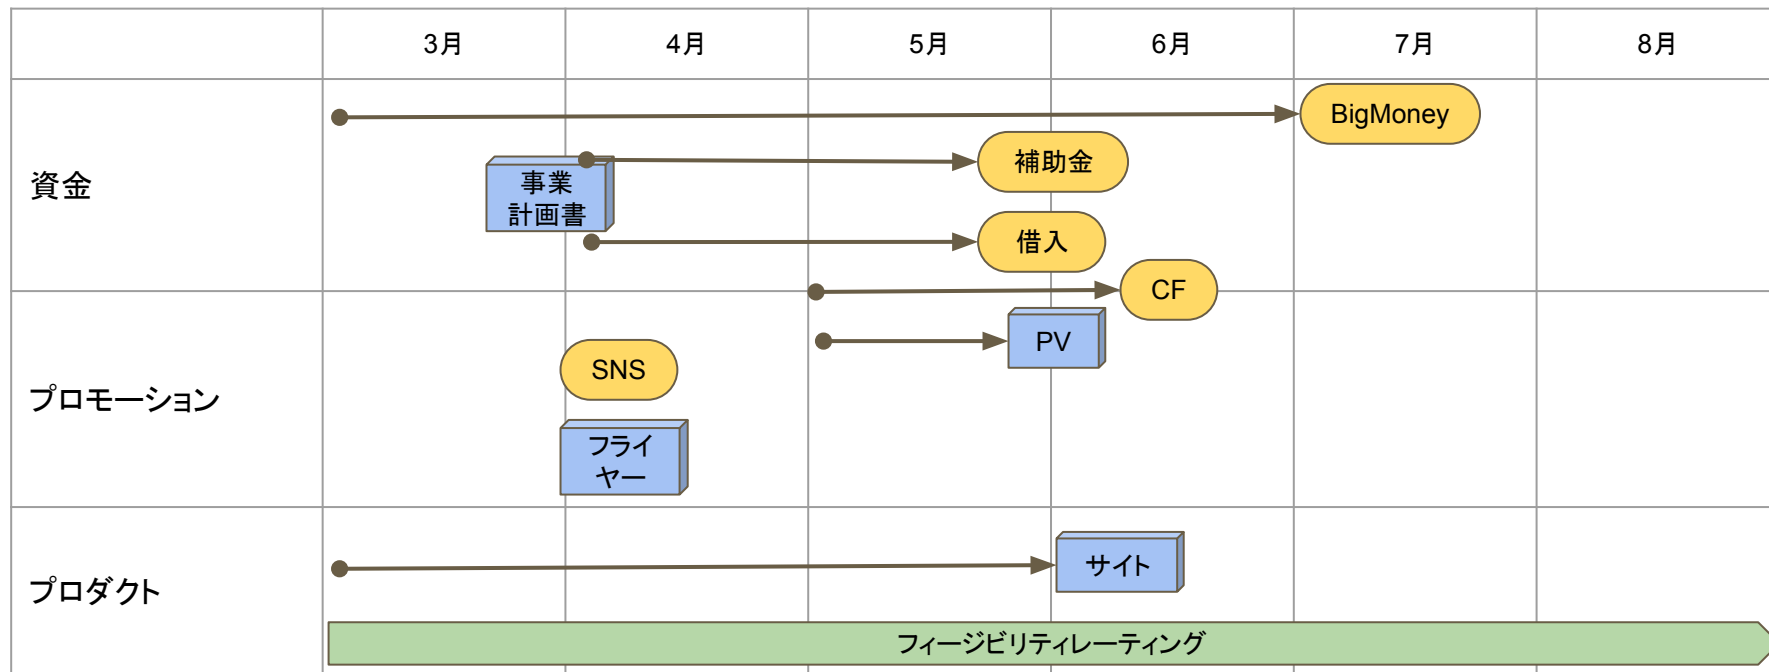 3月 4月 5月 6月 7月 8月
資金
BigMoney
補助金
事業
計画書
借入
CF
プロモーション
PV
SNS
フライ
ヤー
プロダクト
サイト
フィージビリティレーティング